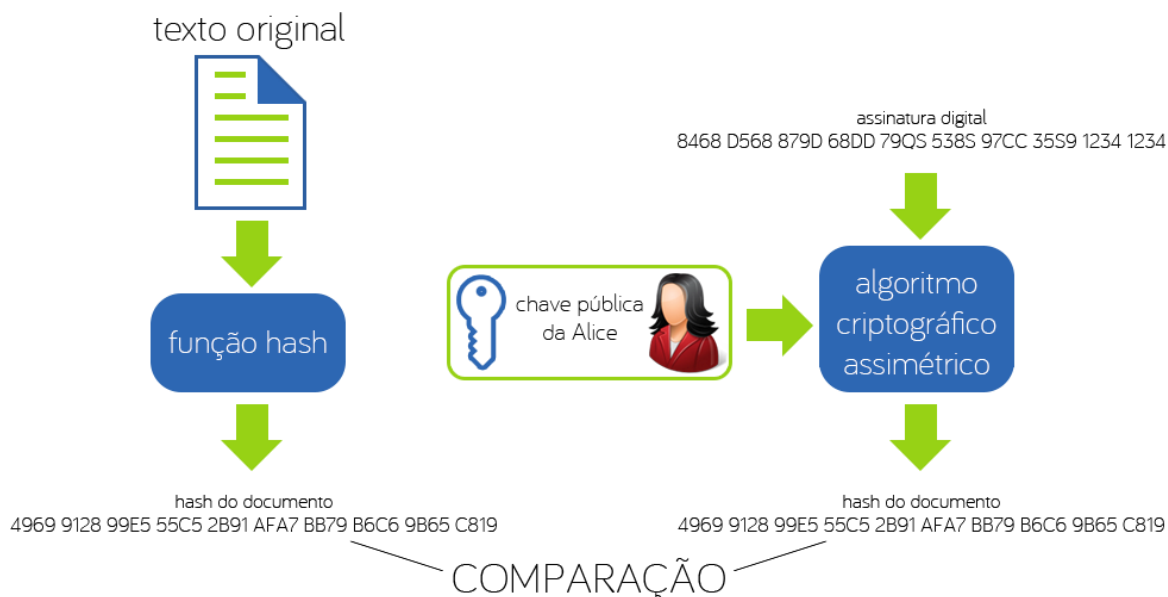 texto original
função hash
hash do documento
4969 9128 99E5 55C5 2B91 AFA7 BB79 B6C6 9B65 C819
chave pública
da Alice
assinatura digital
8468 D568 879D 68DD 79QS 538S 97CC 35S9 1234 1234
algoritmo
criptográfico
assimétrico
hash do documento
4969 9128 99E5 55C5 2B91 AFA7 BB79 B6C6 9B65 C819
COMPARAÇÃO